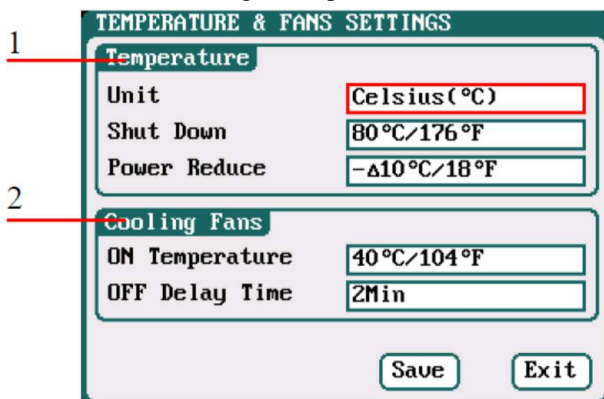 TEMPERATURE & FANS SETTINGS
1
Temperature
Unit Celsius(°C)
Shut Down 80°C/176°F
Power Reduce -Δ10°C/18°F
2
Cooling Fans
ON Temperature 40°C/104°F
OFF Delay Time 2Min
Save Exit